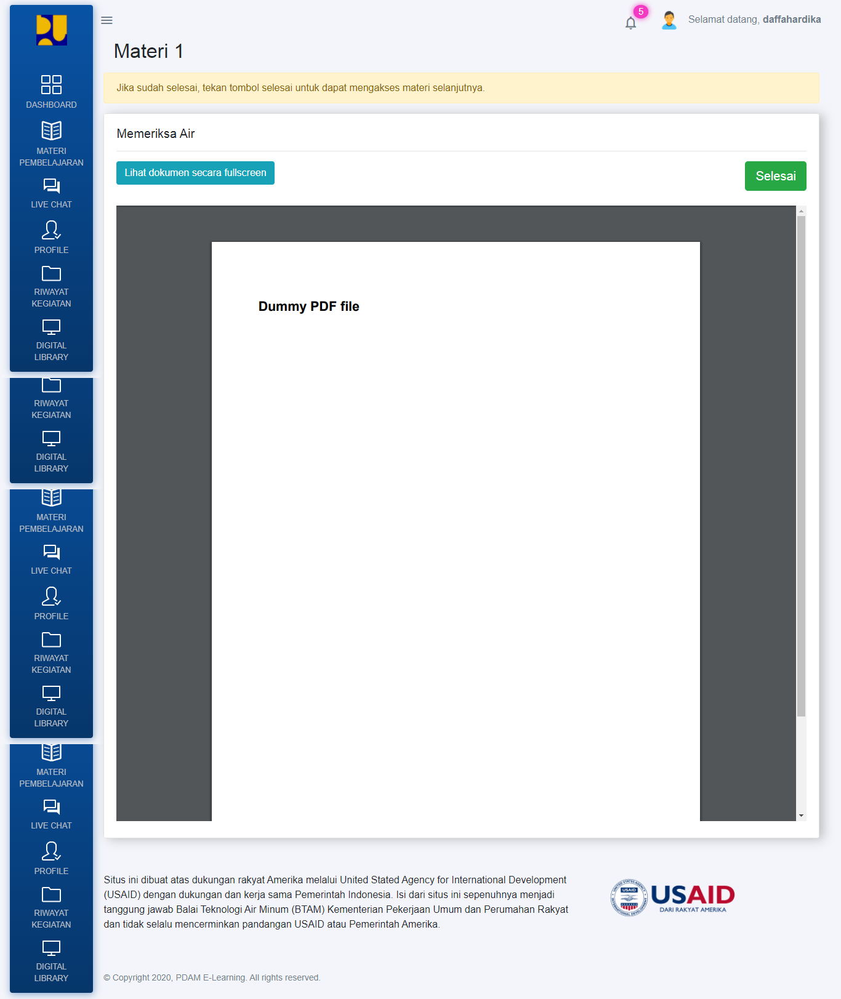 DASHBOARD
MATERI
PEMBELAJARAN
LIVE CHAT
PROFILE
RIWAYAT
KEGIATAN
DIGITAL
LIBRARY
RIWAYAT
KEGIATAN
DIGITAL
LIBRARY
MATERI
PEMBELAJARAN
LIVE CHAT
PROFILE
RIWAYAT
KEGIATAN
DIGITAL
LIBRARY
MATERI
PEMBELAJARAN
LIVE CHAT
PROFILE
RIWAYAT
KEGIATAN
DIGITAL
LIBRARY
5
Selamat datang, daffahardika
Materi 1
Jika sudah selesai, tekan tombol selesai untuk dapat mengakses materi selanjutnya.
Memeriksa Air
Lihat dokumen secara fullscreen
Selesai
Dummy PDF file
Situs ini dibuat atas dukungan rakyat Amerika melalui United Stated Agency for International Development
(USAID) dengan dukungan dan kerja sama Pemerintah Indonesia. Isi dari situs ini sepenuhnya menjadi
tanggung jawab Balai Teknologi Air Minum (BTAM) Kementerian Pekerjaan Umum dan Perumahan Rakyat
dan tidak selalu mencerminkan pandangan USAID atau Pemerintah Amerika.
UNITED STATES AGENCY
USAID
INTERNATIONAL DEVELOPMENT
USAID
DARI RAKYAT AMERIKA
© Copyright 2020, PDAM E-Learning. All rights reserved.